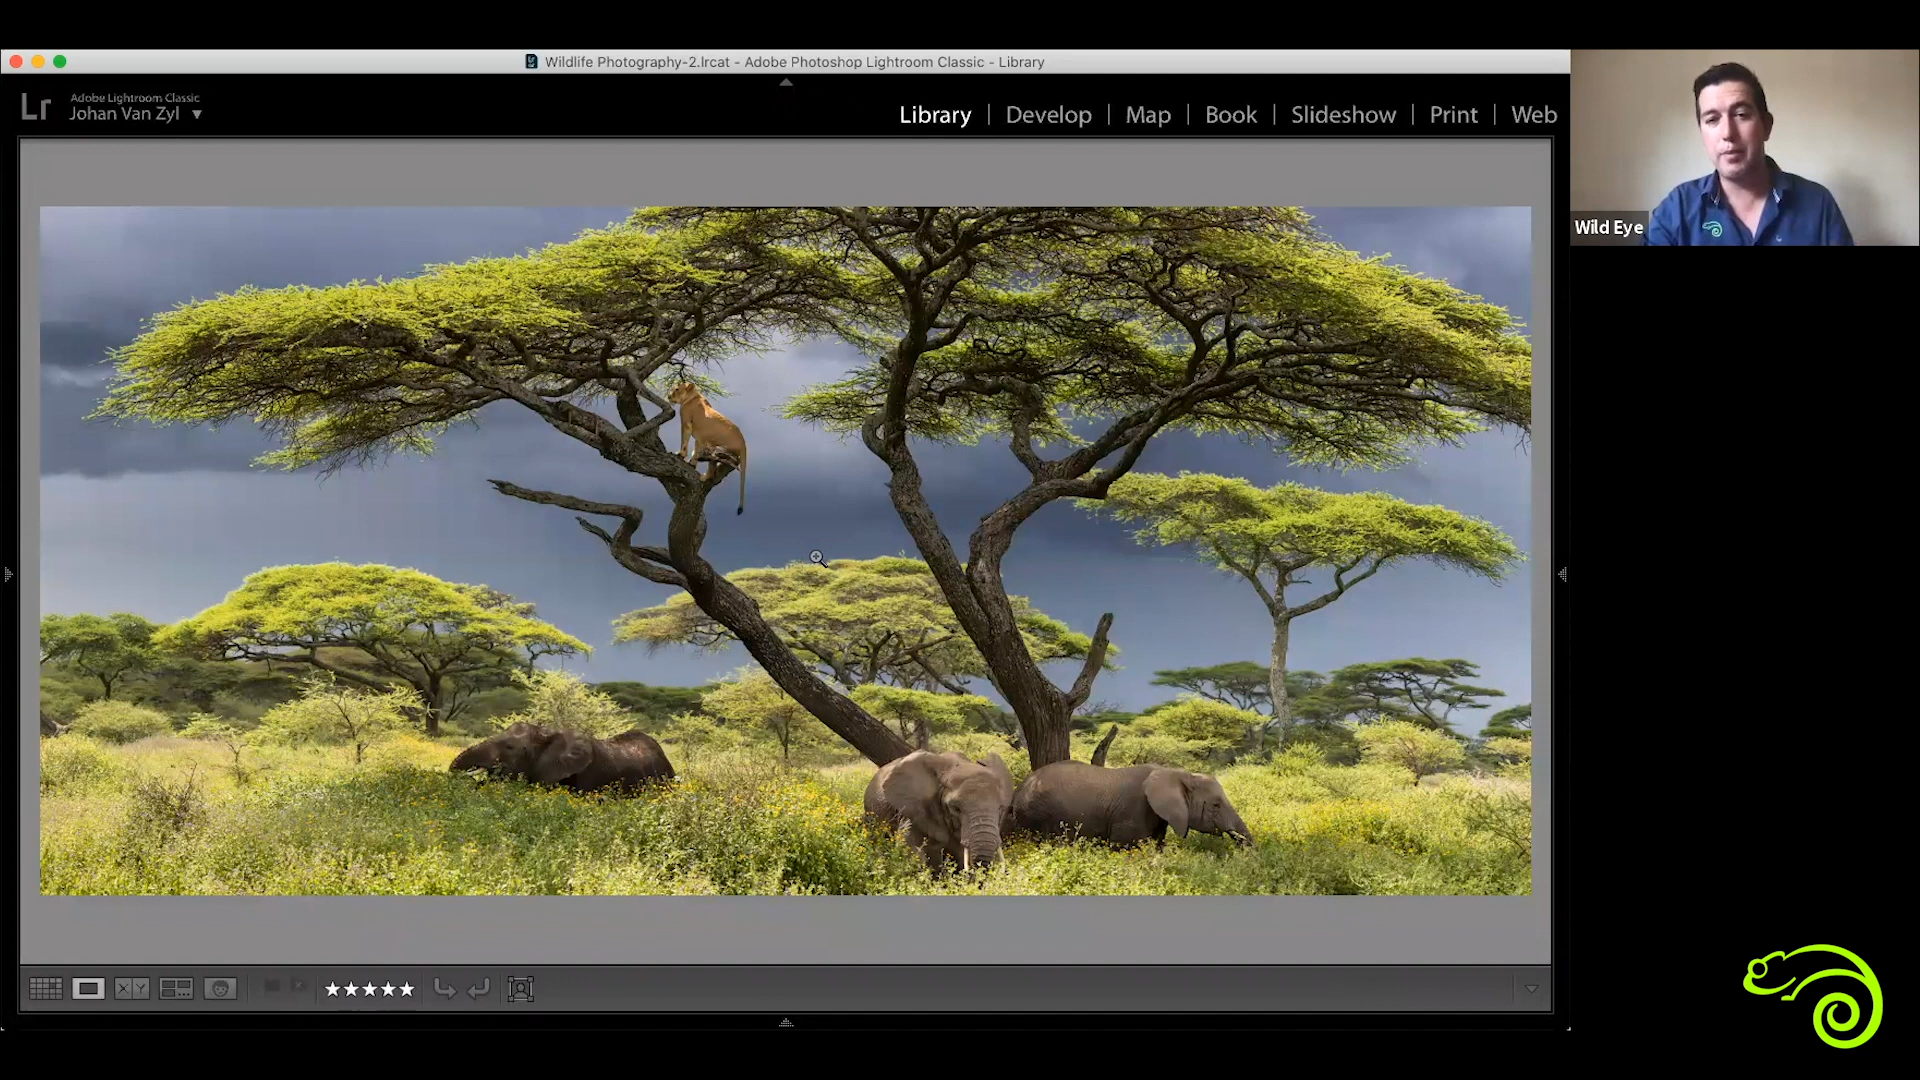 Wildlife Photography-2.lrcat - Adobe Photoshop Lightroom Classic - Library
Lr
Adobe Lightroom Classic
Johan Van Zyl
Library | Develop | Map | Book | Slideshow | Print | Web
Wild Eye
X Y